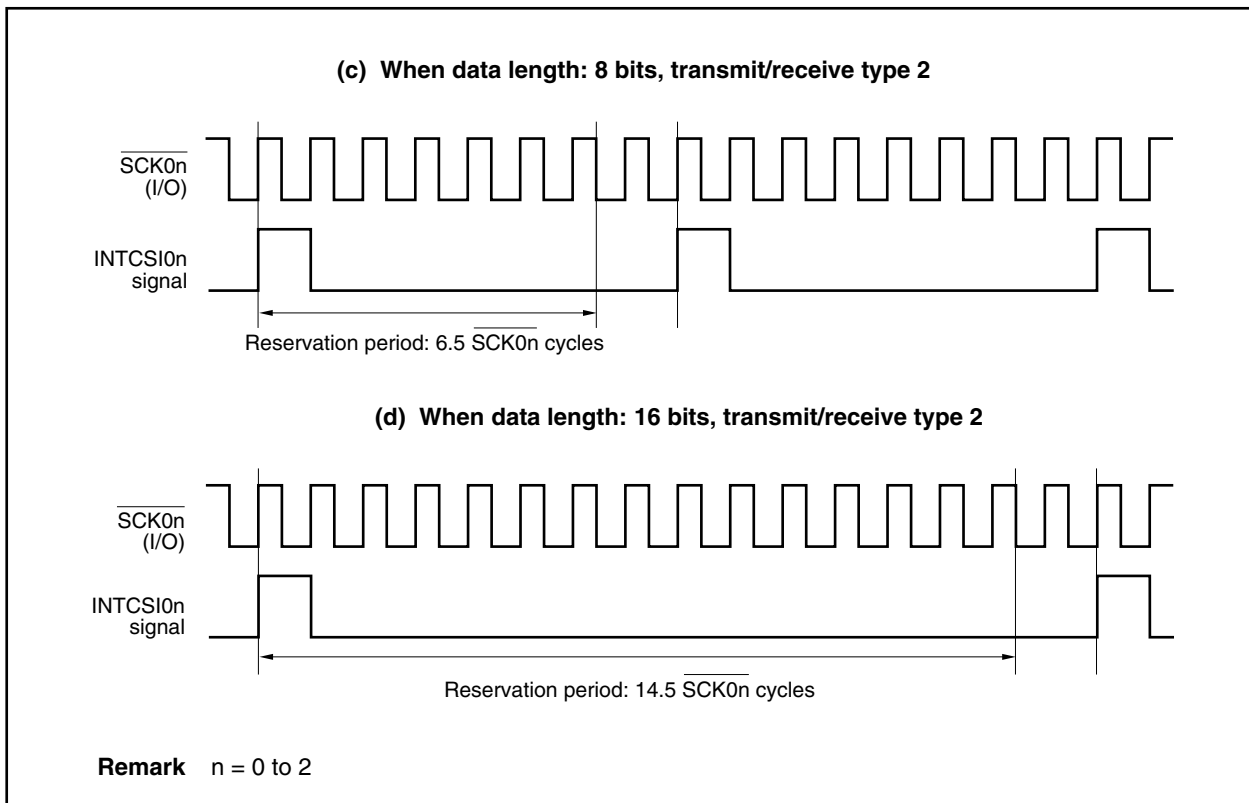 (c) When data length: 8 bits, transmit/receive type 2
SCK0n
(I/O)
INTCSI0n
signal
Reservation period: 6.5 SCK0n cycles
(d) When data length: 16 bits, transmit/receive type 2
SCK0n
(I/O)
INTCSI0n
signal
Reservation period: 14.5 SCK0n cycles
Remark n = 0 to 2